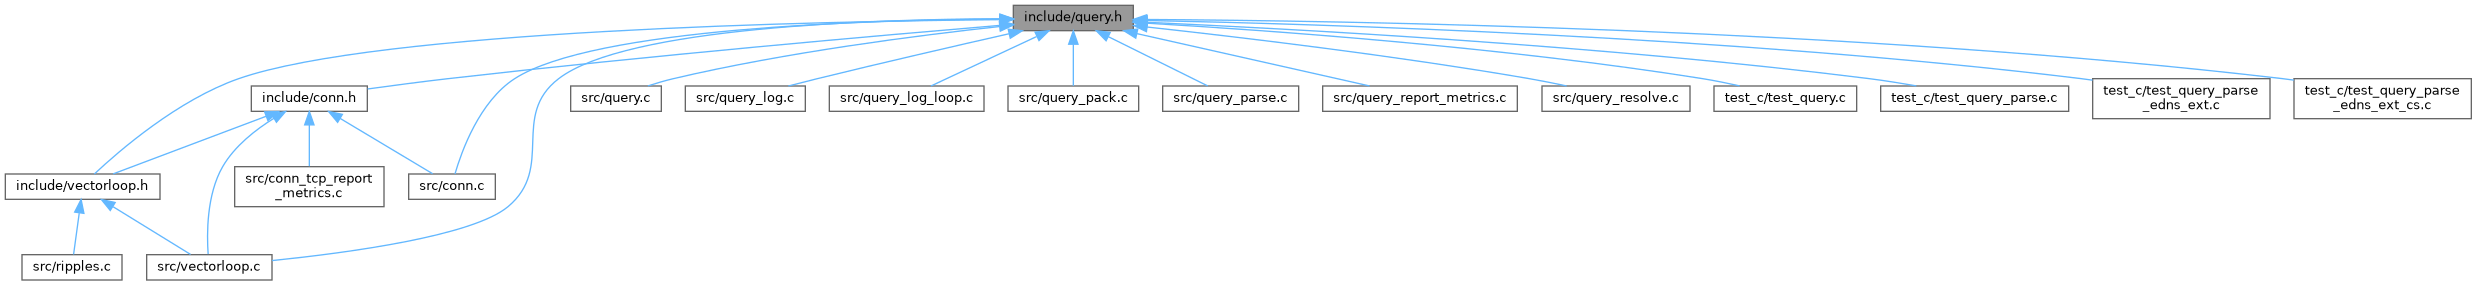 include/query.h
include/conn.h
src/query.c
src/query_log.c
src/query_log_loop.c
src/query_pack.c
src/query_parse.c
src/query_report_metrics.c
src/query_resolve.c
test_c/test_query.c
test_c/test_query_parse.c
test_c/test_query_parse
_edns_ext.c
test_c/test_query_parse
_edns_ext_cs.c
include/vectorloop.h
src/conn_tcp_report
_metrics.c
src/conn.c
src/ripples.c
src/vectorloop.c